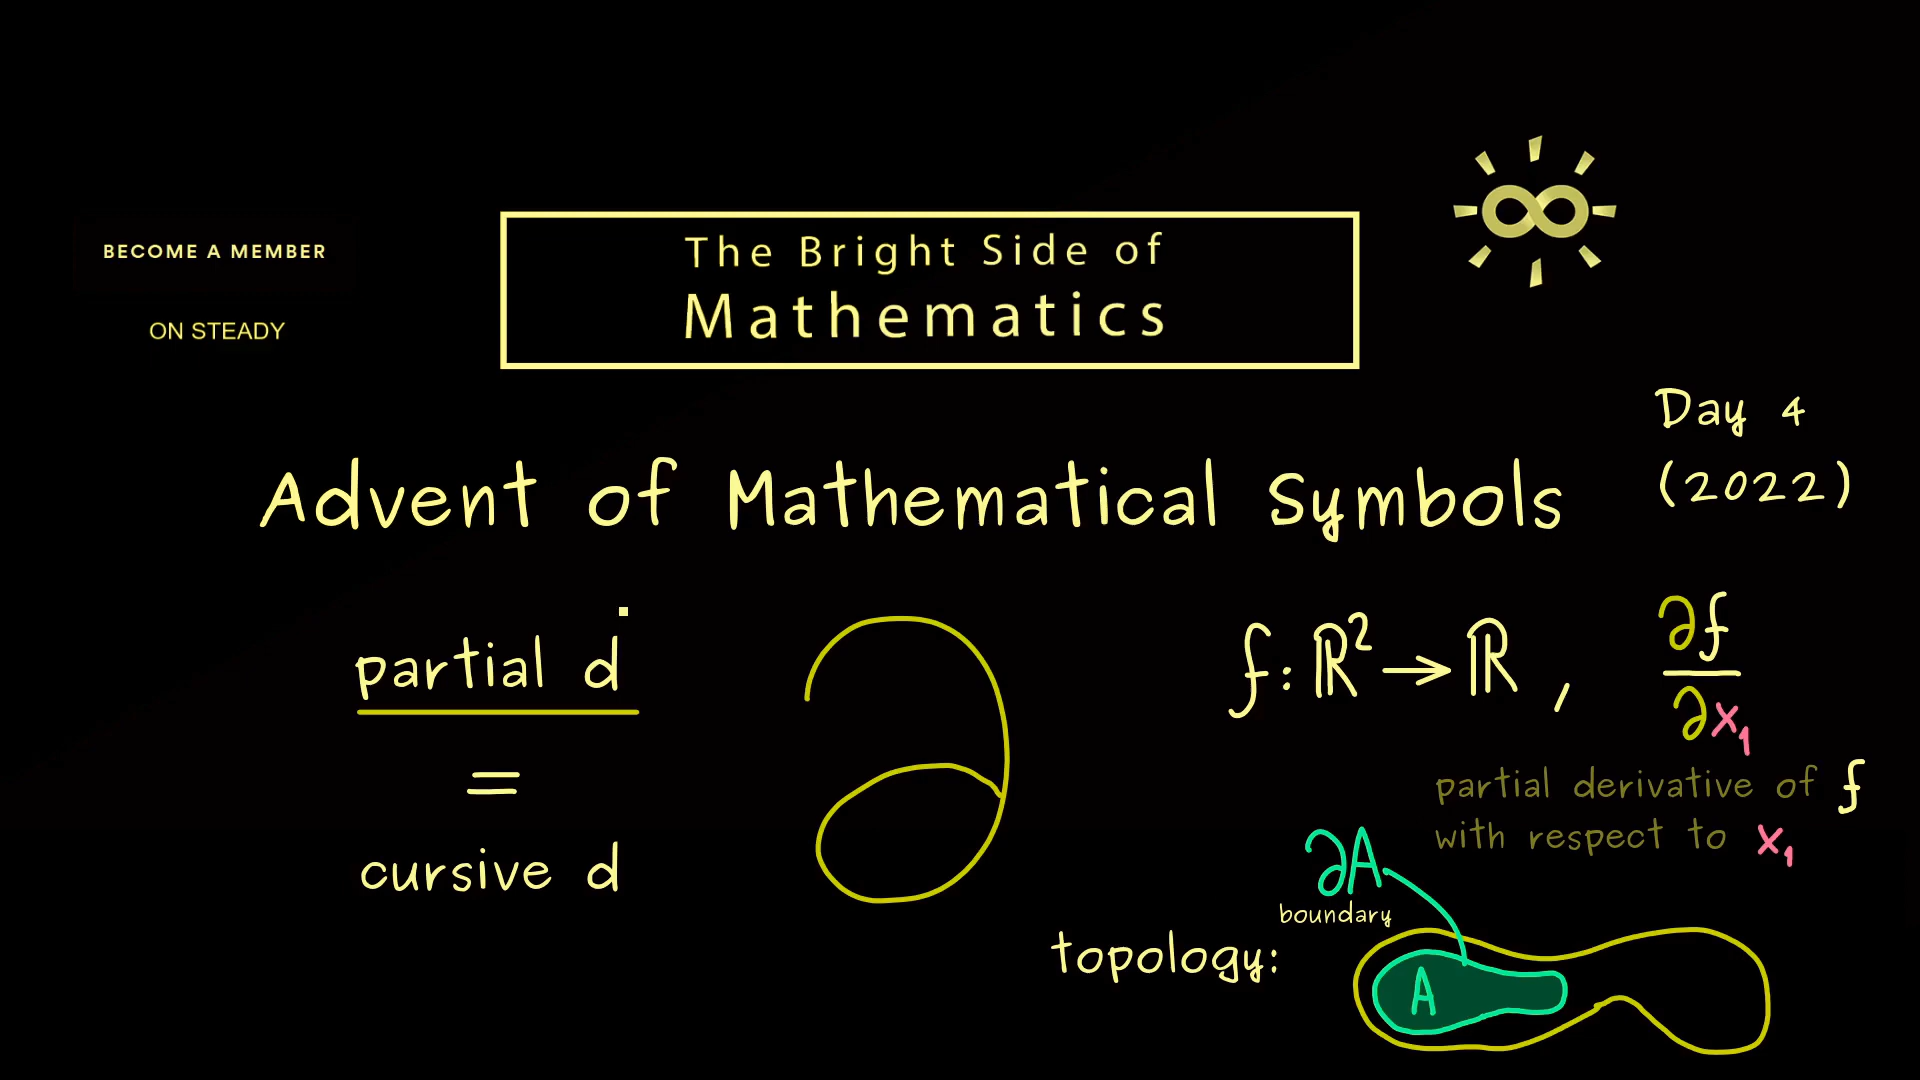 BECOME A MEMBER
ON STEADY
The Bright Side of
Mathematics
Day 4
(2022)
Advent of Mathematical Symbols
partial d
=
cursive d
∂
f: ℝ² → ℝ , ∂f/∂x₁
partial derivative of f
with respect to x₁
∂A
boundary
topology:
A